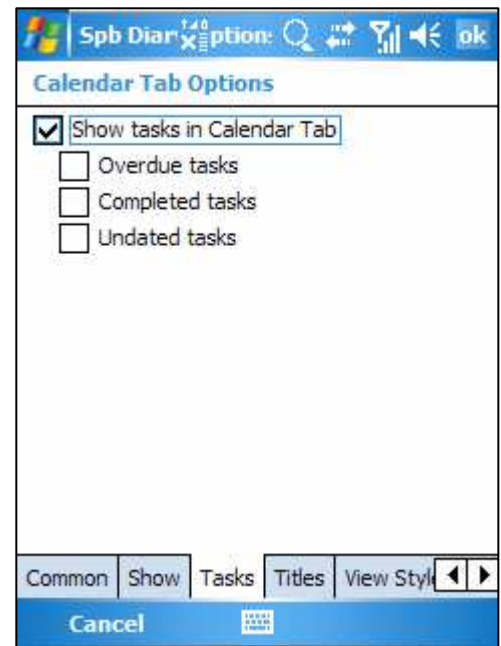 Spb Diar ption: ok
Calendar Tab Options
Show tasks in Calendar Tab
Overdue tasks
Completed tasks
Undated tasks
Common Show Tasks Titles View Styl
Cancel